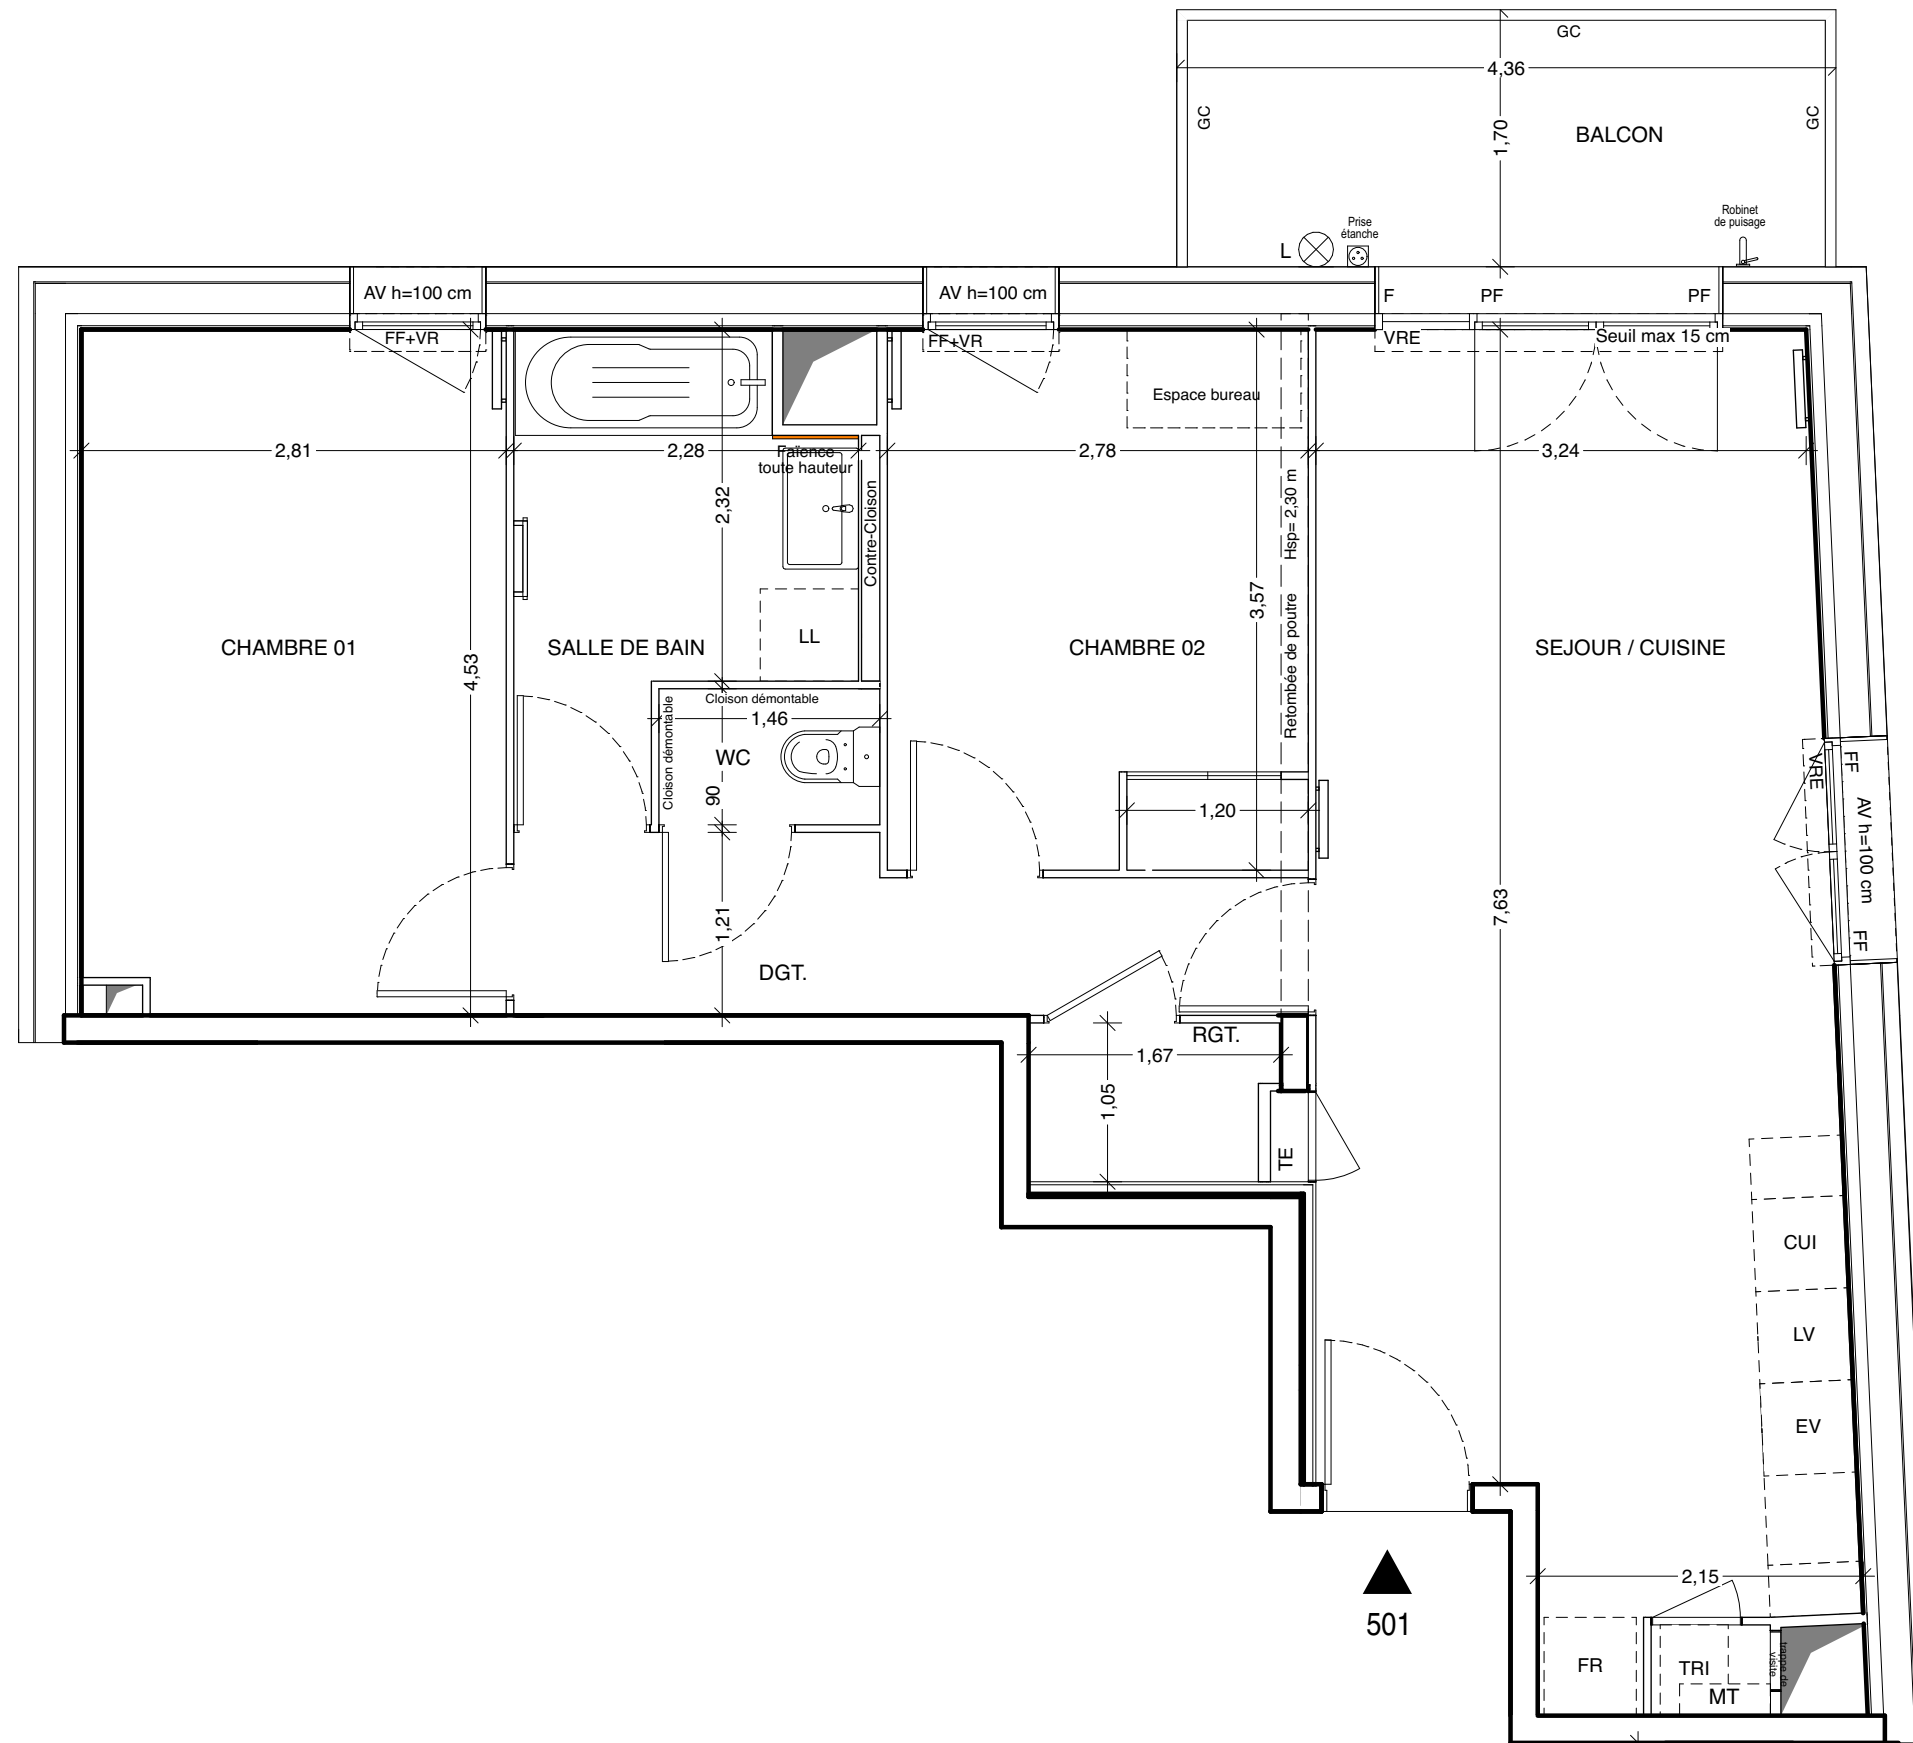 GC
4,36
GC
GC
1,70
BALCON
Robinet
de puisage
Prise
étanche
L
AV h=100 cm
AV h=100 cm
F
PF
PF
FF+VR
FF+VR
VRE
Seuil max 15 cm
Espace bureau
2,81
2,28
Faïence
toute hauteur
2,78
3,24
2,32
Contre-Cloison
Retombée de poutre Hsp= 2,30 m
3,57
CHAMBRE 01
4,53
SALLE DE BAIN
LL
CHAMBRE 02
SEJOUR / CUISINE
Cloison démontable
Cloison démontable
1,46
WC
90
1,20
VRE
FF
AV h=100 cm
FF
7,63
1,21
DGT.
RGT.
1,67
1,05
TE
CUI
LV
EV
2,15
501
FR
TRI
MT
trappe de
visite